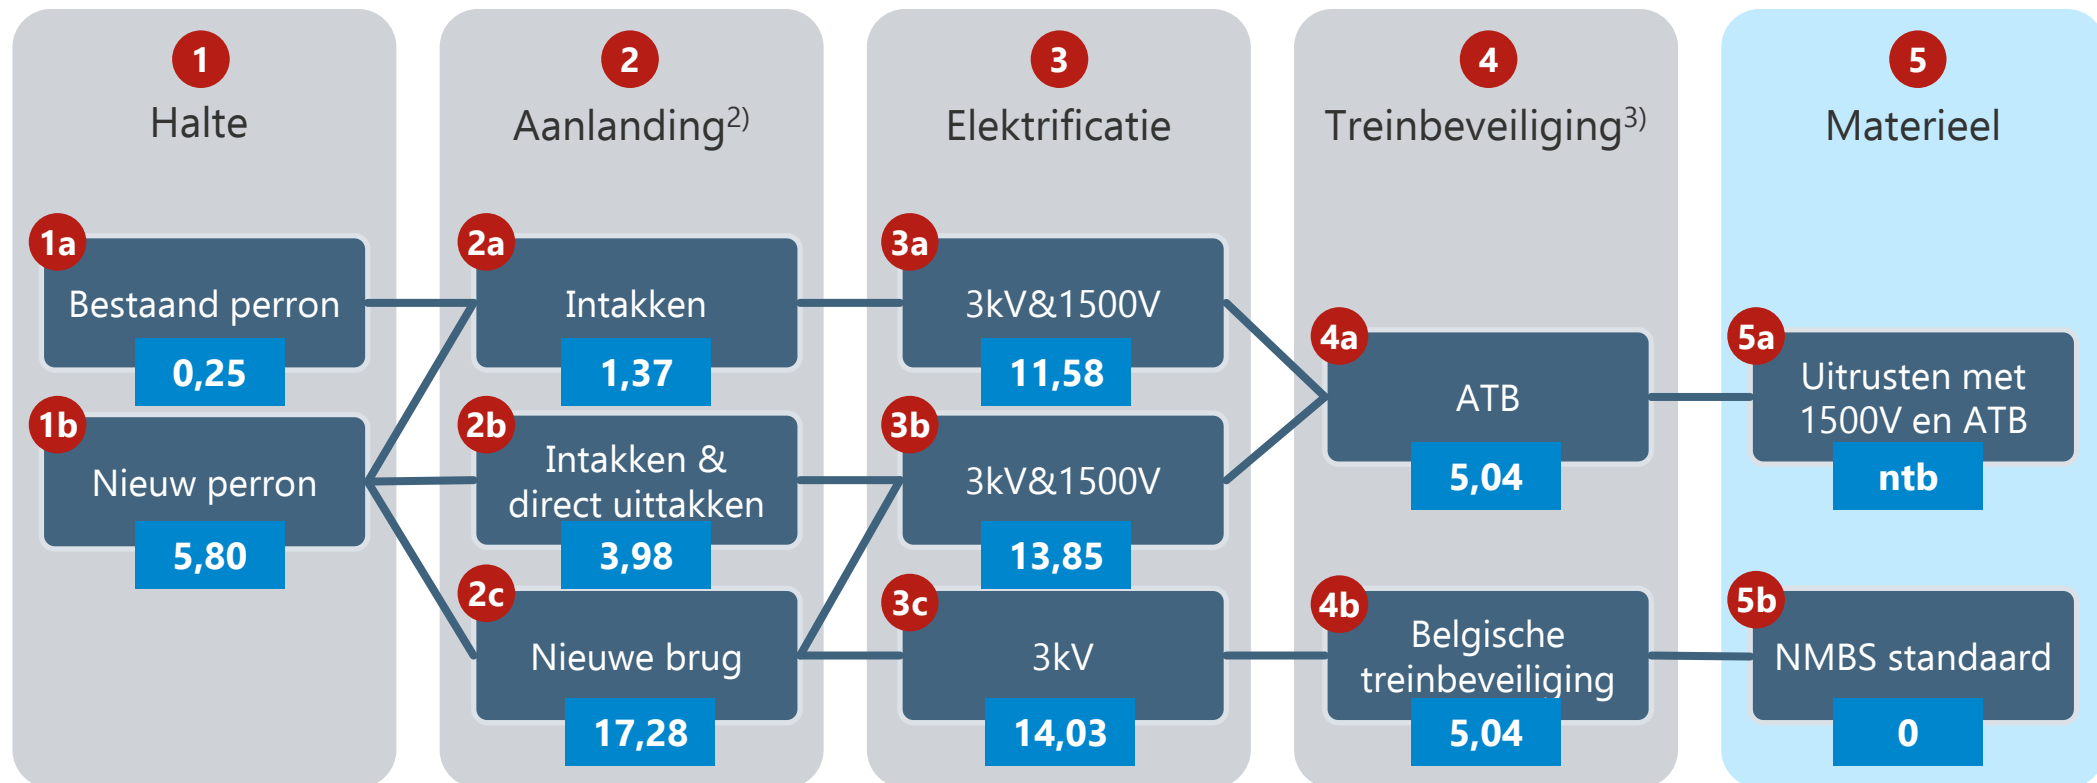 1
Halte
1a
Bestaand perron
0,25
1b
Nieuw perron
5,80
2
Aanlanding2)
2a
Intakken
1,37
2b
Intakken &
direct uittakken
3,98
2c
Nieuwe brug
17,28
3
Elektrificatie
3a
3kV&1500V
11,58
3b
3kV&1500V
13,85
3c
3kV
14,03
4
Treinbeveiliging3)
4a
ATB
5,04
4b
Belgische
treinbeveiliging
5,04
5
Materieel
5a
Uitrusten met
1500V en ATB
ntb
5b
NMBS standaard
0